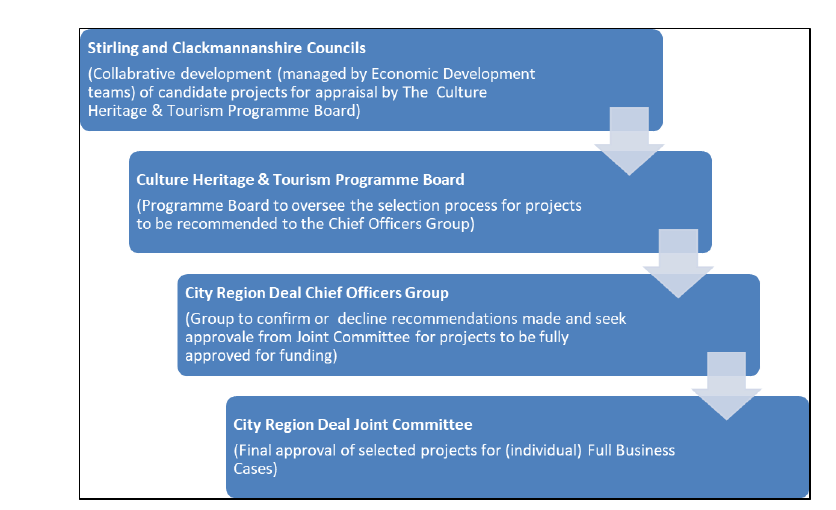 Stirling and Clackmannanshire Councils
(Collabrative development (managed by Economic Development
teams) of candidate projects for appraisal by The Culture
Heritage & Tourism Programme Board)
Culture Heritage & Tourism Programme Board
(Programme Board to oversee the selection process for projects
to be recommended to the Chief Officers Group)
City Region Deal Chief Officers Group
(Group to confirm or decline recommendations made and seek
approvale from Joint Committee for projects to be fully
approved for funding)
City Region Deal Joint Committee
(Final approval of selected projects for (individual) Full Business
Cases)